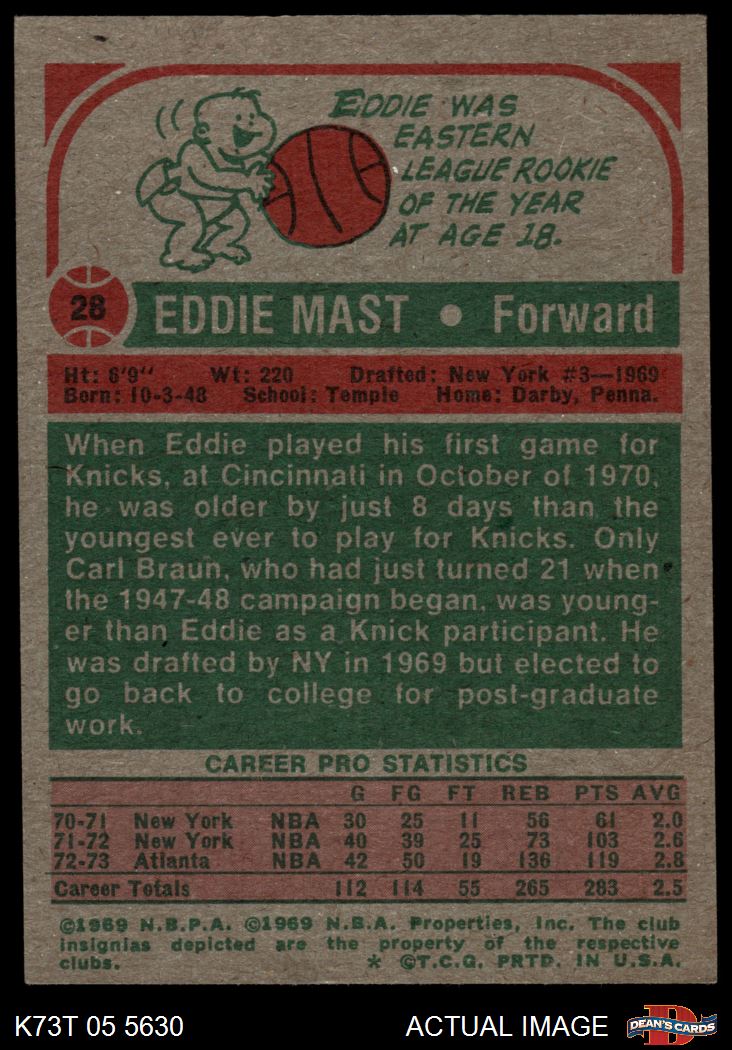 EDDIE WAS
EASTERN
LEAGUE ROOKIE
OF THE YEAR
AT AGE 18.
28 EDDIE MAST • Forward
Ht: 6'9" Wt: 220 Drafted: New York #3—1969
Born: 10-3-48 School: Temple Home: Darby, Penna.
When Eddie played his first game for
Knicks, at Cincinnati in October of 1970,
he was older by just 8 days than the
youngest ever to play for Knicks. Only
Carl Braun, who had just turned 21 when
the 1947-48 campaign began, was young-
er than Eddie as a Knick participant. He
was drafted by NY in 1969 but elected to
go back to college for post-graduate
work.
CAREER PRO STATISTICS
G FG FT REB PTS AVG
70-71 New York NBA 30 25 11 56 61 2.0
71-72 New York NBA 40 39 25 73 103 2.6
72-73 Atlanta NBA 42 50 19 136 119 2.8
Career Totals 112 114 55 265 283 2.5
©1969 N.B.P.A. ©1969 N.B.A. Properties, Inc. The club
insignias depicted are the property of the respective
clubs. * ©T.C.G. PRTD. IN U.S.A.
K73T 05 5630 ACTUAL IMAGE DEAN'S CARDS